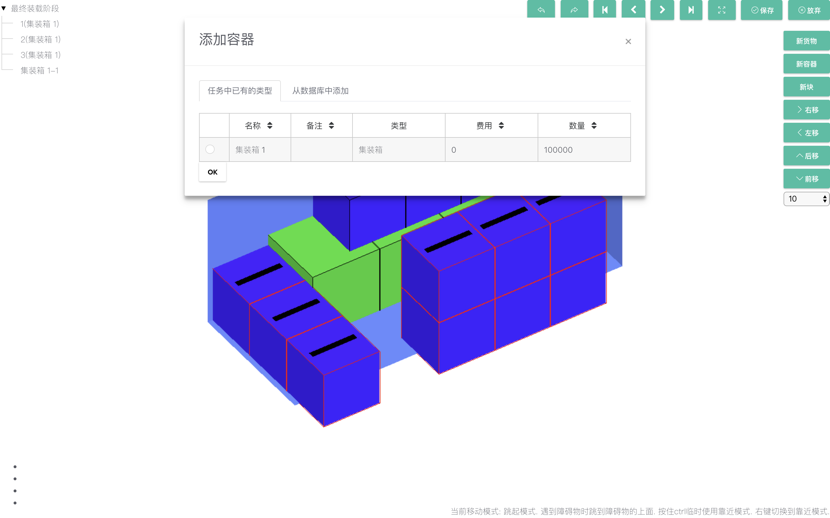 最终装载阶段
1(集装箱 1)
2(集装箱 1)
3(集装箱 1)
集装箱 1-1
保存
放弃
添加容器
×
任务中已有的类型
从数据库中添加
名称 备注 类型 费用 数量
集装箱 1 集装箱 0 100000
OK
新货物
新容器
新块
右移
左移
后移
前移
10
当前移动模式: 跳起模式. 遇到障碍物时跳到障碍物的上面. 按住ctrl临时使用靠近模式. 右键切换到靠近模式.